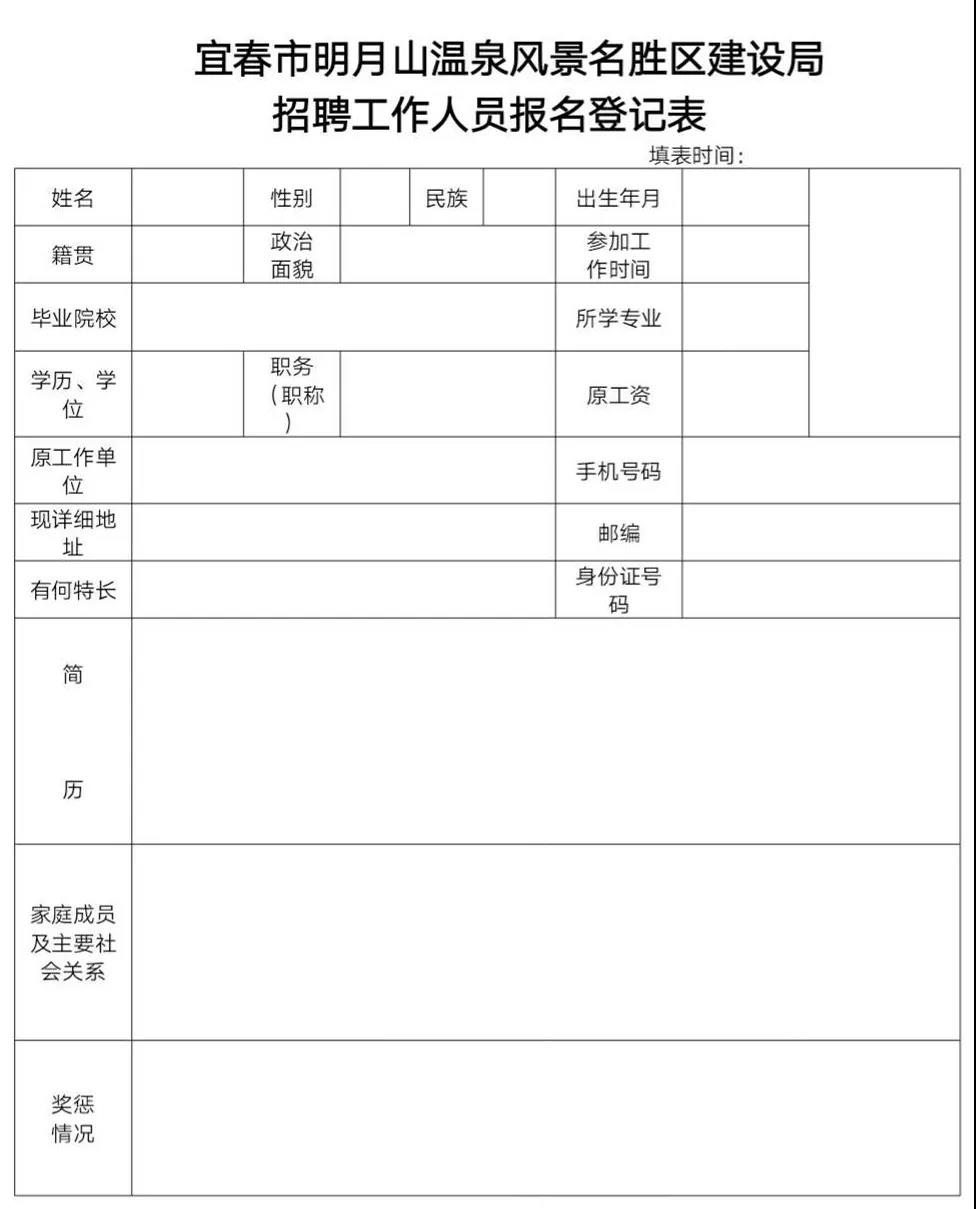 宜春市明月山温泉风景名胜区建设局
招聘工作人员报名登记表
填表时间：
姓名
性别
民族
出生年月
籍贯
政治
面貌
参加工
作时间
毕业院校
所学专业
学历、学
位
职务
（职称
）
原工资
原工作单
位
手机号码
现详细地
址
邮编
有何特长
身份证号
码
简
历
家庭成员
及主要社
会关系
奖惩
情况